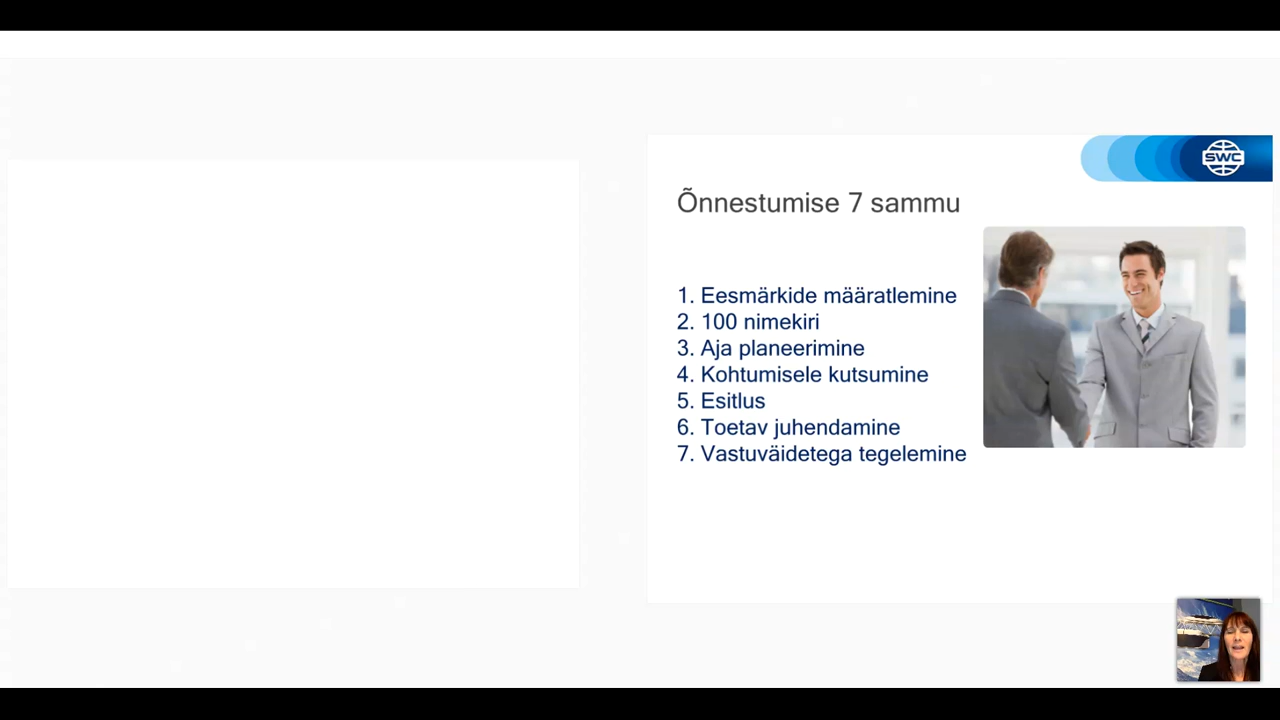 SWC
Õnnestumise 7 sammu
1. Eesmärkide määratlemine
2. 100 nimekiri
3. Aja planeerimine
4. Kohtumisele kutsumine
5. Esitlus
6. Toetav juhendamine
7. Vastuväidetega tegelemine